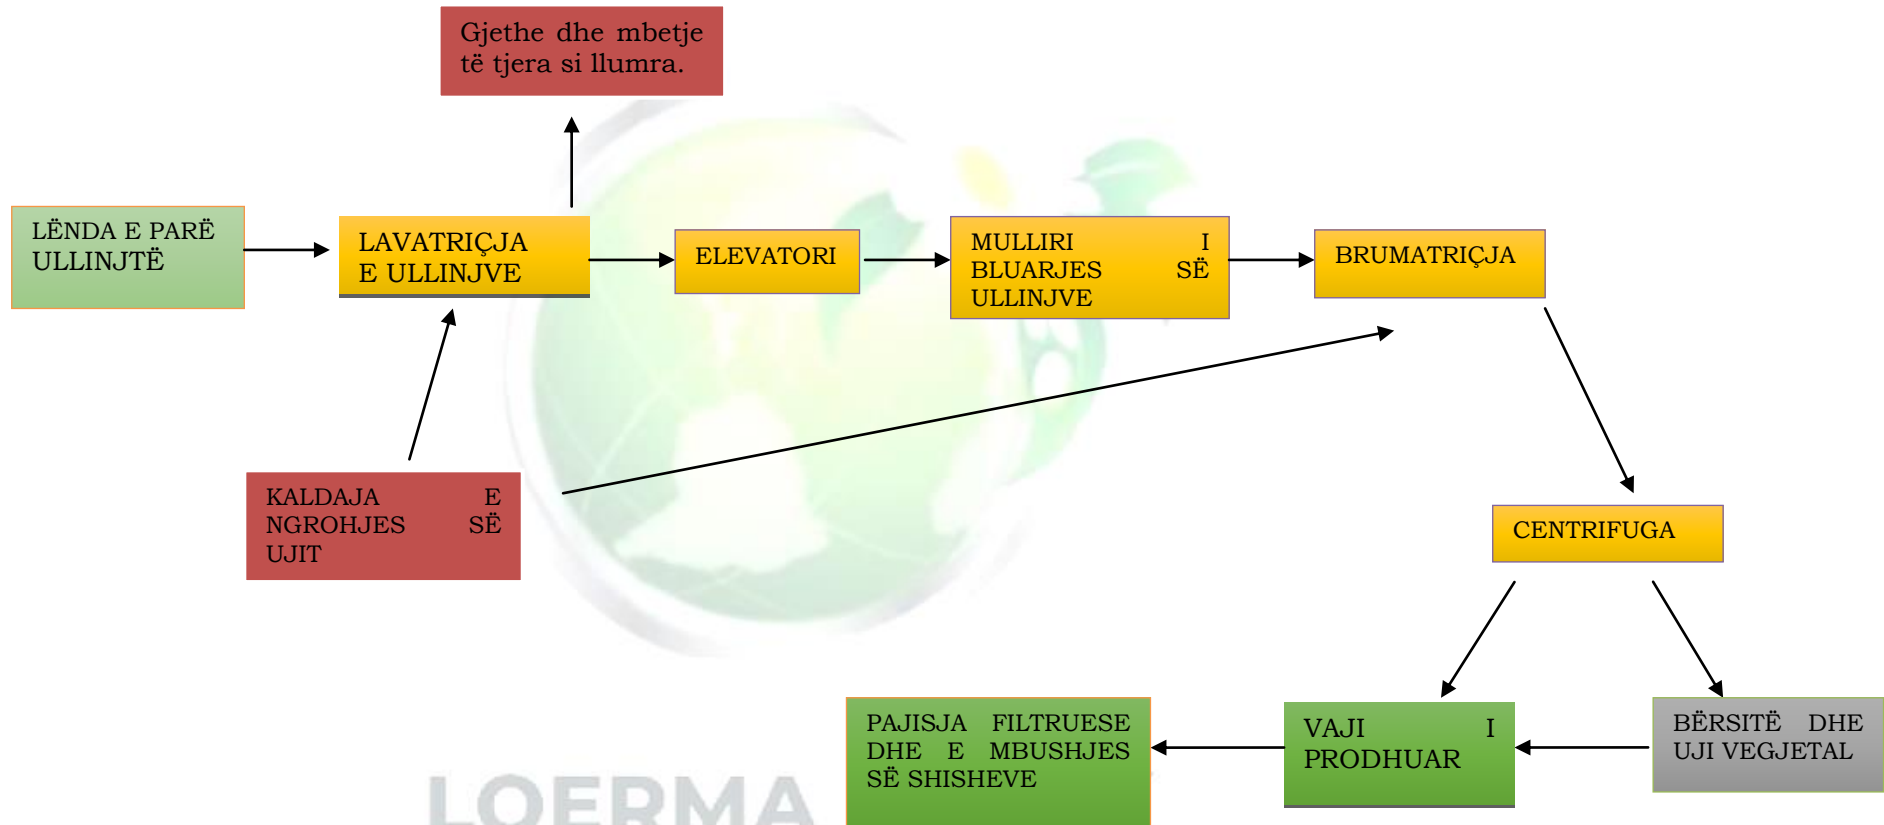 Gjethe dhe mbetje
të tjera si llumra.
LËNDA E PARË
ULLINJTË
LAVATRIÇJA
E ULLINJVE
ELEVATORI
MULLIRI I
BLUARJES SË
ULLINJVE
BRUMATRIÇJA
KALDAJA E
NGROHJES SË
UJIT
CENTRIFUGA
PAJISJA FILTRUESE
DHE E MBUSHJES
SË SHISHEVE
VAJI I
PRODHUAR
BËRSITË DHE
UJI VEGJETAL
LOERMA